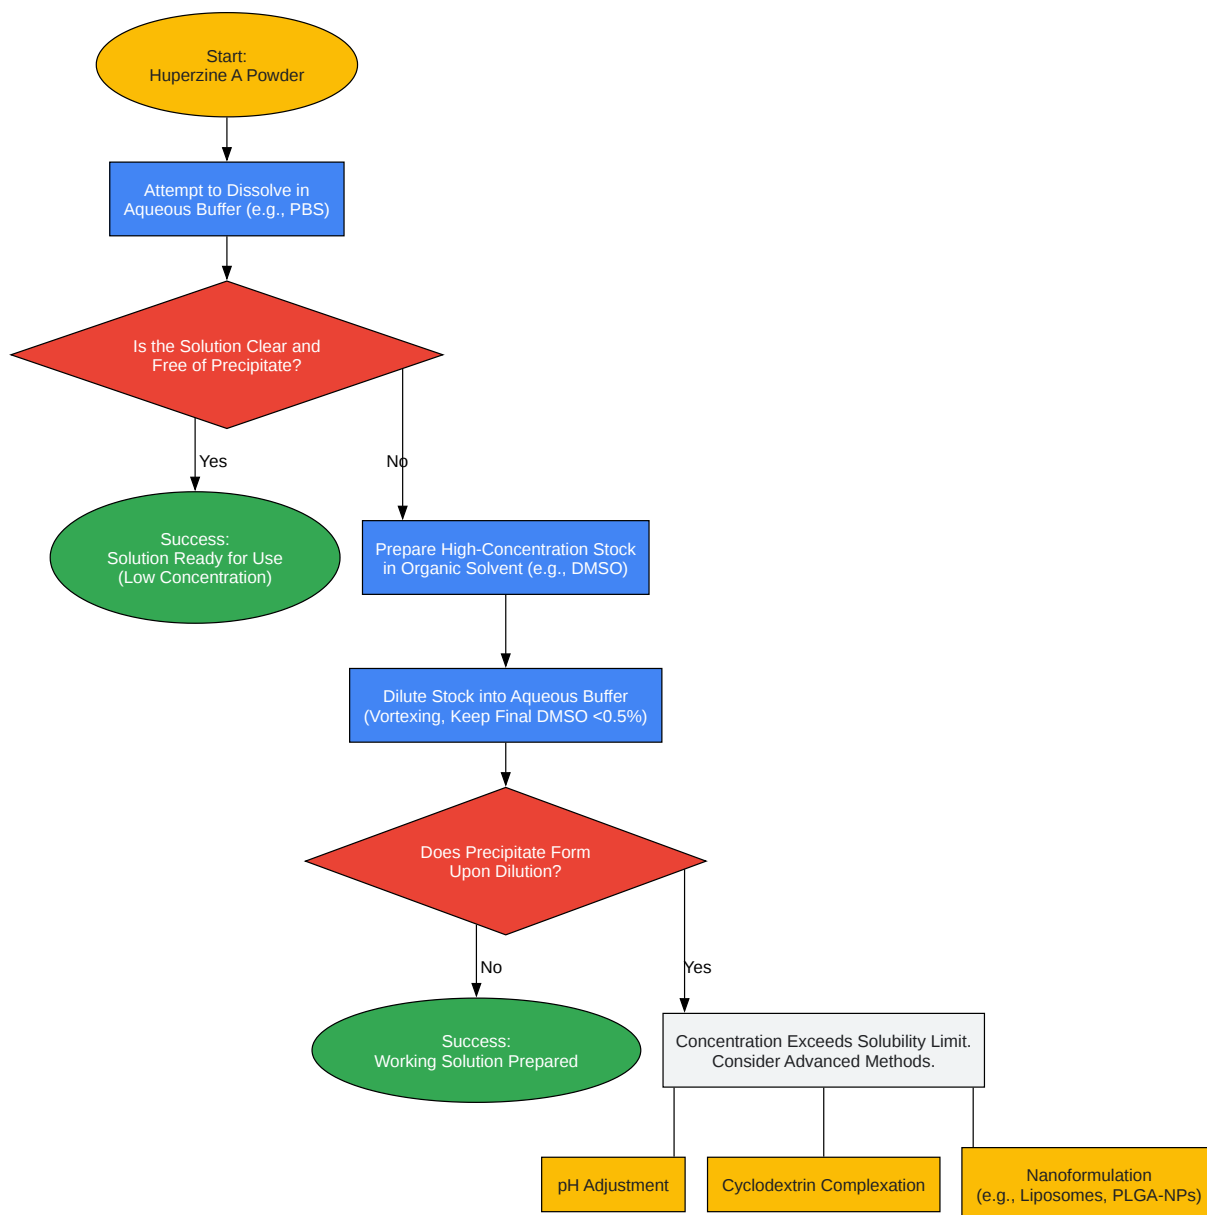 Start:
Huperzine A Powder
Attempt to Dissolve in
Aqueous Buffer (e.g., PBS)
Is the Solution Clear and
Free of Precipitate?
Yes
No
Success:
Solution Ready for Use
(Low Concentration)
Prepare High-Concentration Stock
in Organic Solvent (e.g., DMSO)
Dilute Stock into Aqueous Buffer
(Vortexing, Keep Final DMSO <0.5%)
Does Precipitate Form
Upon Dilution?
No
Yes
Success:
Working Solution Prepared
Concentration Exceeds Solubility Limit.
Consider Advanced Methods.
pH Adjustment
Cyclodextrin Complexation
Nanoformulation
(e.g., Liposomes, PLGA-NPs)